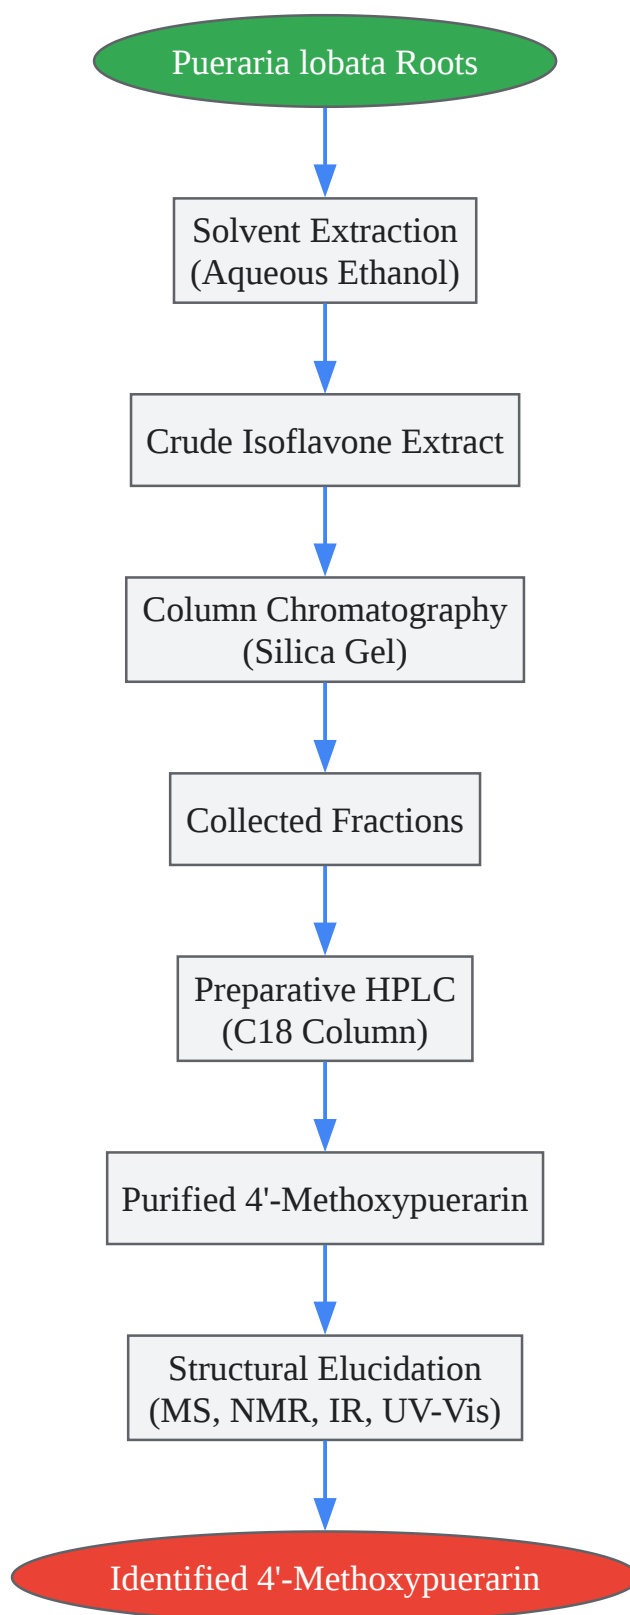 Pueraria lobata Roots
Solvent Extraction
(Aqueous Ethanol)
Crude Isoflavone Extract
Column Chromatography
(Silica Gel)
Collected Fractions
Preparative HPLC
(C18 Column)
Purified 4'-Methoxypuerarin
Structural Elucidation
(MS, NMR, IR, UV-Vis)
Identified 4'-Methoxypuerarin